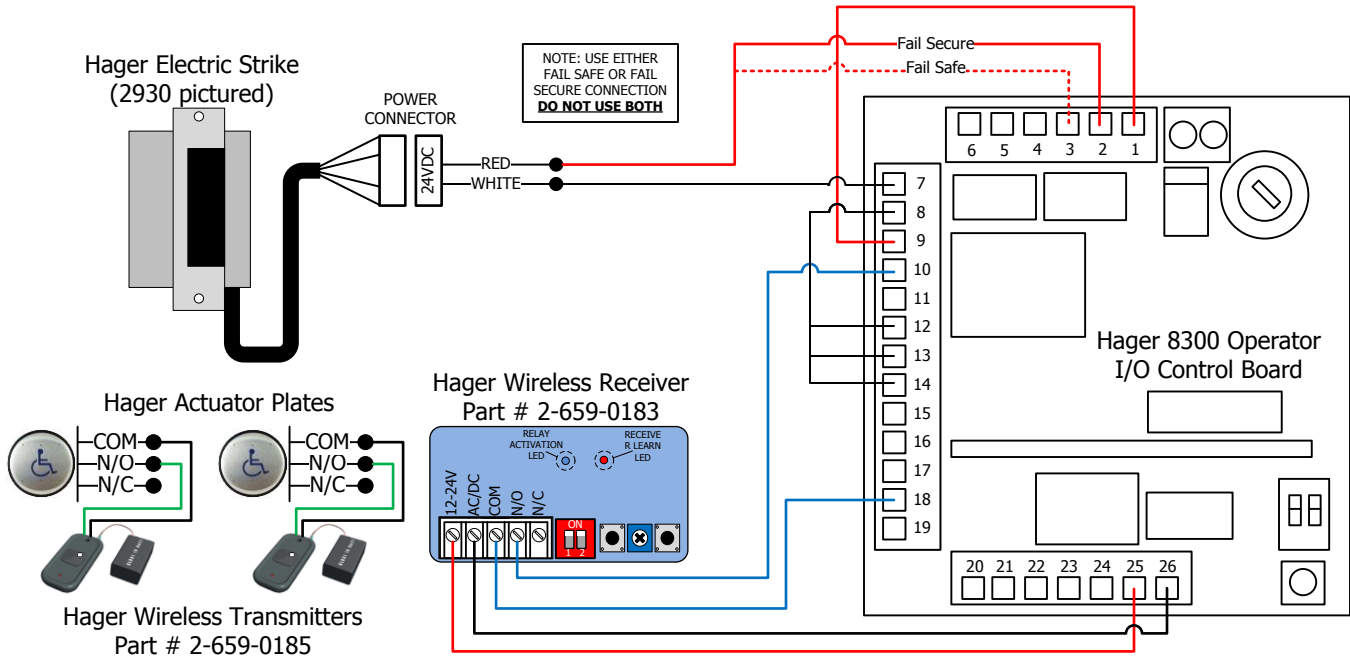 Hager Electric Strike
(2930 pictured)
POWER
CONNECTOR
24VDC
RED
WHITE
NOTE: USE EITHER
FAIL SAFE OR FAIL
SECURE CONNECTION
DO NOT USE BOTH
Fail Secure
Fail Safe
6 5 4 3 2 1
7
8
9
10
11
12
13
14
15
16
17
18
19
20 21 22 23 24 25 26
Hager 8300 Operator
I/O Control Board
Hager Wireless Receiver
Part # 2-659-0183
RELAY
ACTIVATION
LED
RECEIVE
R LEARN
LED
12-24V
AC/DC
COM
N/O
N/C
ON
1 2
Hager Actuator Plates
COM
N/O
N/C
COM
N/O
N/C
Hager Wireless Transmitters
Part # 2-659-0185